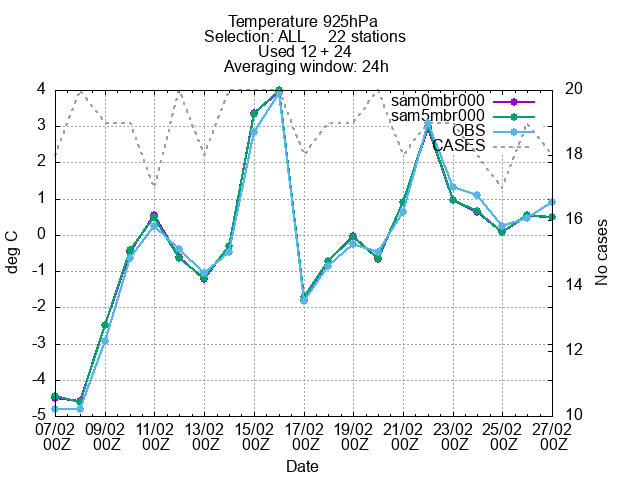 Temperature 925hPa
Selection: ALL 22 stations
Used 12 + 24
Averaging window: 24h
sam0mbr000
sam5mbr000
OBS
CASES
4
3
2
1
0
-1
-2
-3
-4
-5
deg C
20
18
16
14
12
10
No cases
07/02 09/02 11/02 13/02 15/02 17/02 19/02 21/02 23/02 25/02 27/02
00Z 00Z 00Z 00Z 00Z 00Z 00Z 00Z 00Z 00Z 00Z
Date